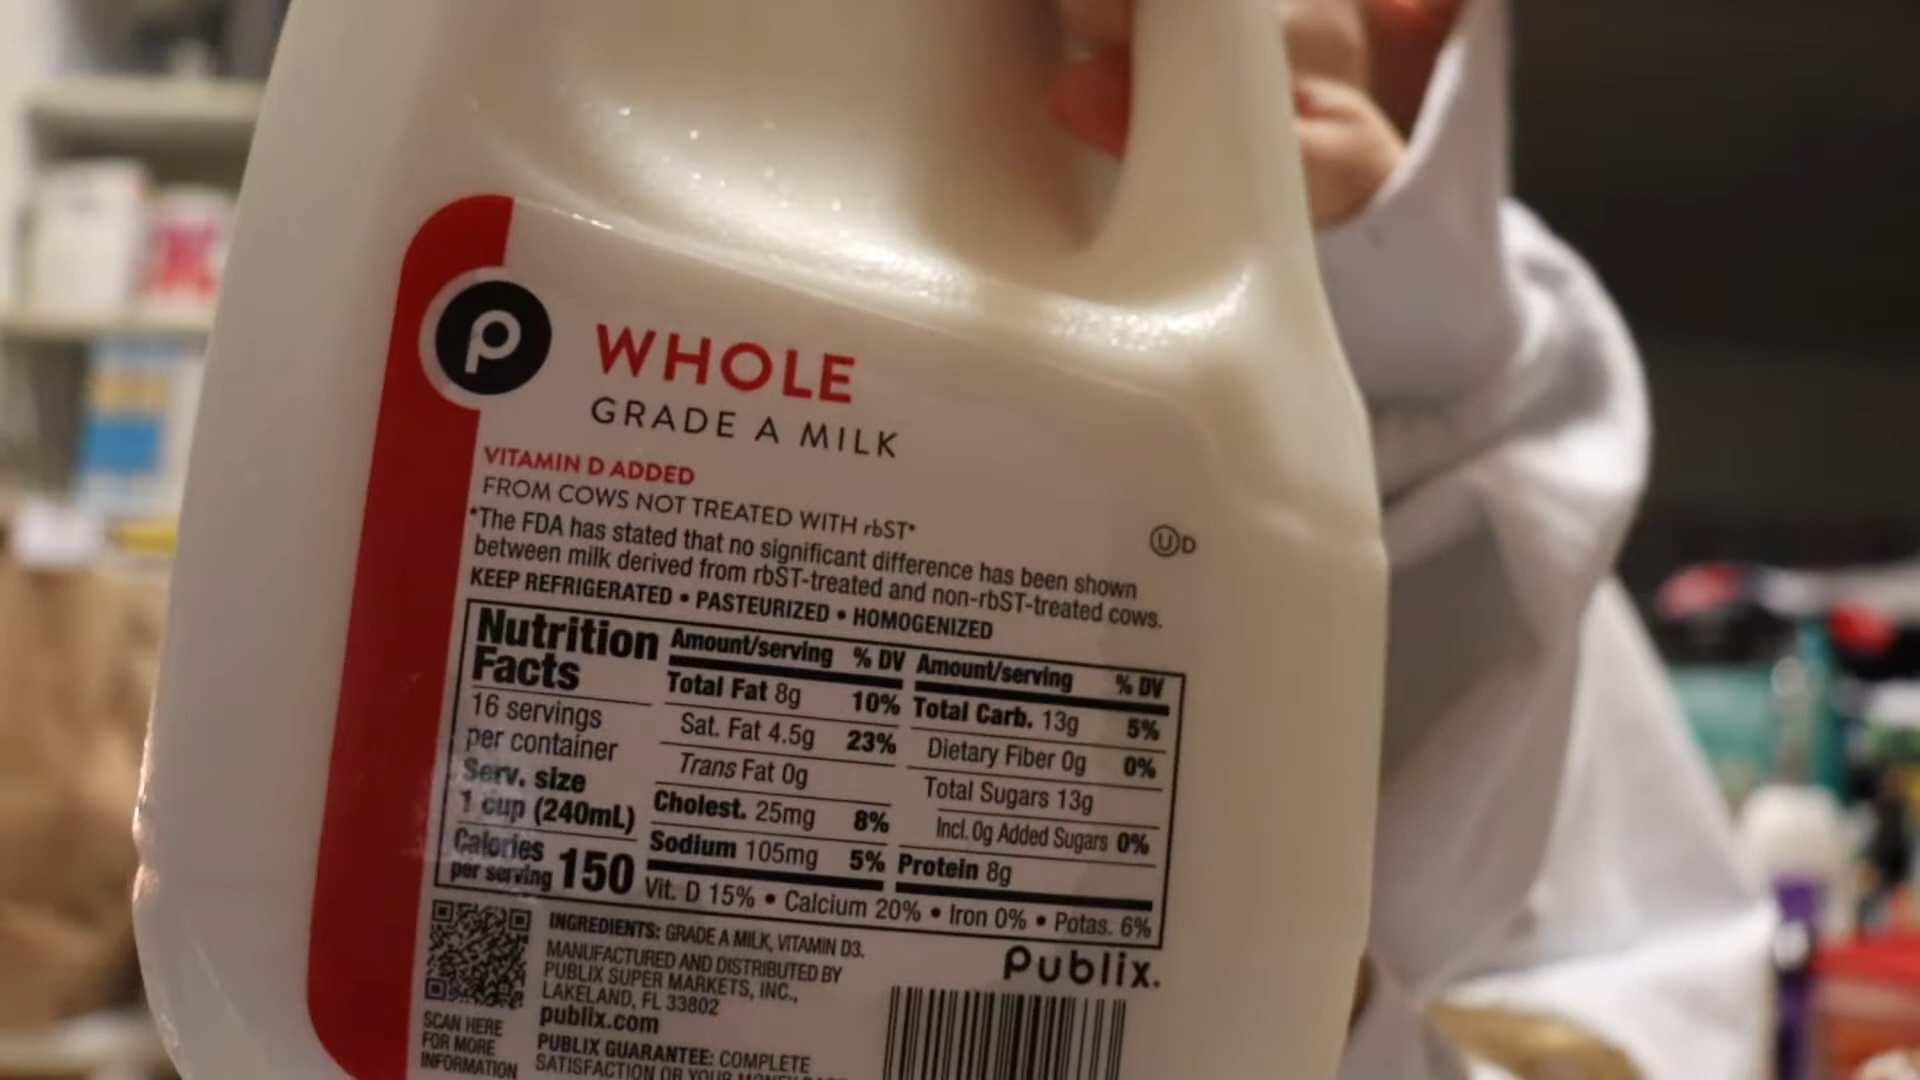 P
WHOLE
GRADE A MILK
VITAMIN D ADDED
FROM COWS NOT TREATED WITH rbST*
*The FDA has stated that no significant difference has been shown
between milk derived from rbST-treated and non-rbST-treated cows.
UD
KEEP REFRIGERATED • PASTEURIZED • HOMOGENIZED
Nutrition
Facts
16 servings
per container
Serv. size
1 cup (240mL)
Calories
per serving 150
Amount/serving % DV
Total Fat 8g 10%
Sat. Fat 4.5g 23%
Trans Fat 0g
Cholest. 25mg 8%
Sodium 105mg 5%
Amount/serving % DV
Total Carb. 13g 5%
Dietary Fiber 0g 0%
Total Sugars 13g
Incl. 0g Added Sugars 0%
Protein 8g
Vit. D 15% • Calcium 20% • Iron 0% • Potas. 6%
SCAN HERE
FOR MORE
INFORMATION
INGREDIENTS: GRADE A MILK, VITAMIN D3.
MANUFACTURED AND DISTRIBUTED BY
PUBLIX SUPER MARKETS, INC.,
LAKELAND, FL 33802
publix.com
PUBLIX GUARANTEE: COMPLETE
SATISFACTION OR YOUR MONEY
Publix.